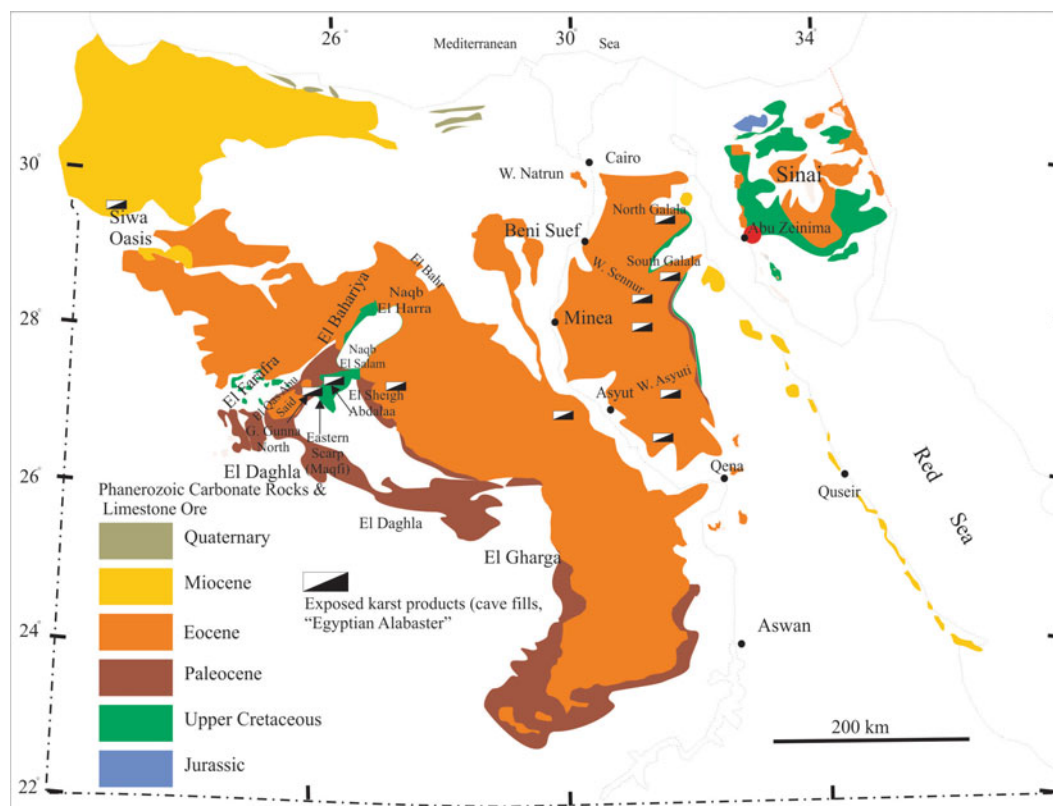 26°
30°
34°
Mediterranean Sea
30°
Cairo
W. Natrun
Sinai
Siwa
Oasis
North Galala
Beni Suef
Abu Zeinima
El Bahr
South Galala
W. Sennur
El Bahariya
Naqb
El Harra
28°
Minea
Naqb
El Salam
El Farafra
El Qas Abu
Said
El Sheigh
Abdalaa
W. Asyuti
Asyut
G. Gunna
North
Eastern
Scarp
(Maqfi)
El Daghla
26°
Qena
Quseir
Red
Sea
Phanerozoic Carbonate Rocks &
Limestone Ore
El Daghla
Quaternary
El Gharga
Miocene
Exposed karst products (cave fills,
“Egyptian Alabaster”
Eocene
24°
Aswan
Paleocene
Upper Cretaceous
200 km
Jurassic
22°